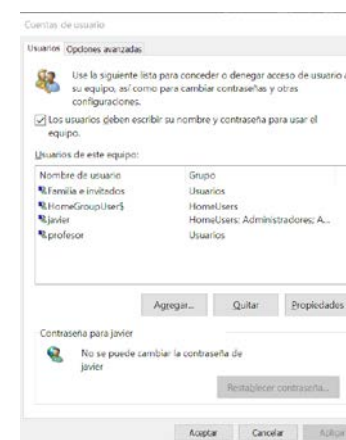 Cuentas de usuario
Usuarios Opciones avanzadas
Use la siguiente lista para conceder o denegar acceso de usuario a
su equipo, así como para cambiar contraseñas y otras
configuraciones.
Los usuarios deben escribir su nombre y contraseña para usar el
equipo.
Usuarios de este equipo:
Nombre de usuario Grupo
Familia e invitados Usuarios
HomeGroupUser$ HomeUsers
javier HomeUsers; Administradores; A...
profesor Usuarios
Agregar... Quitar Propiedades
Contraseña para javier
No se puede cambiar la contraseña de
javier
Restablecer contraseña...
Aceptar Cancelar Aplicar